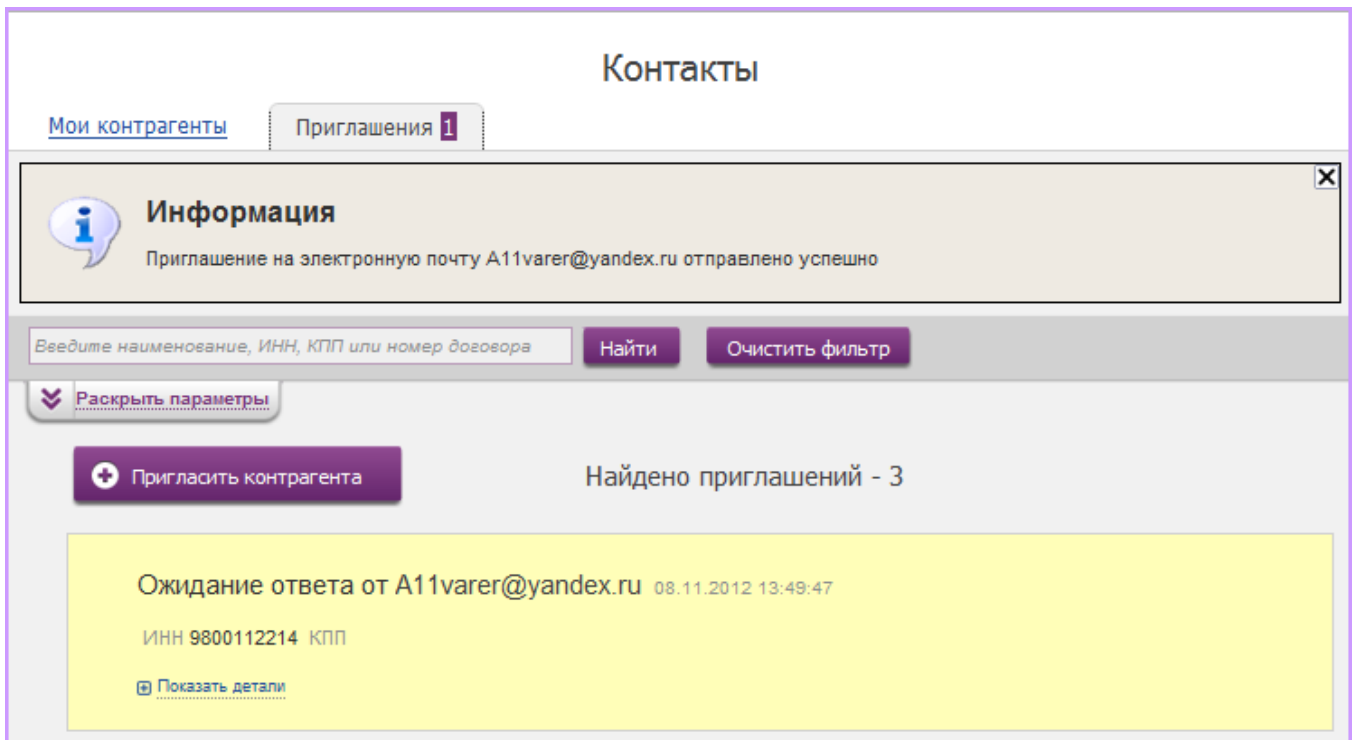 Контакты
Мои контрагенты
Приглашения 1
Информация
Приглашение на электронную почту A11varer@yandex.ru отправлено успешно
Введите наименование, ИНН, КПП или номер договора
Найти
Очистить фильтр
Раскрыть параметры
Пригласить контрагента
Найдено приглашений - 3
Ожидание ответа от A11varer@yandex.ru 08.11.2012 13:49:47
ИНН 9800112214 КПП
Показать детали